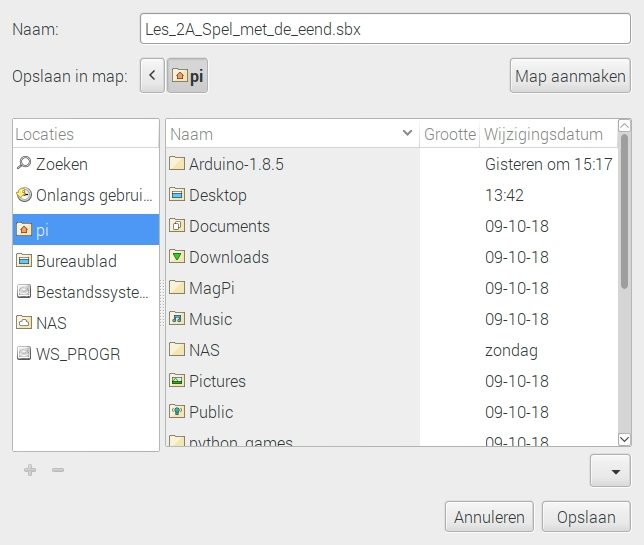 Naam: Les_2A_Spel_met_de_eend.sbx
Opslaan in map: < pi Map aanmaken
Locaties Naam Grootte Wijzigingsdatum
Zoeken Arduino-1.8.5 Gisteren om 15:17
Onlangs gebrui... Desktop 13:42
pi Documents 09-10-18
Bureaublad Downloads 09-10-18
Bestandssyste... MagPi 09-10-18
NAS Music 09-10-18
WS_PROGR NAS zondag
Pictures 09-10-18
Public 09-10-18
python_games 09-10-18
Annuleren Opslaan